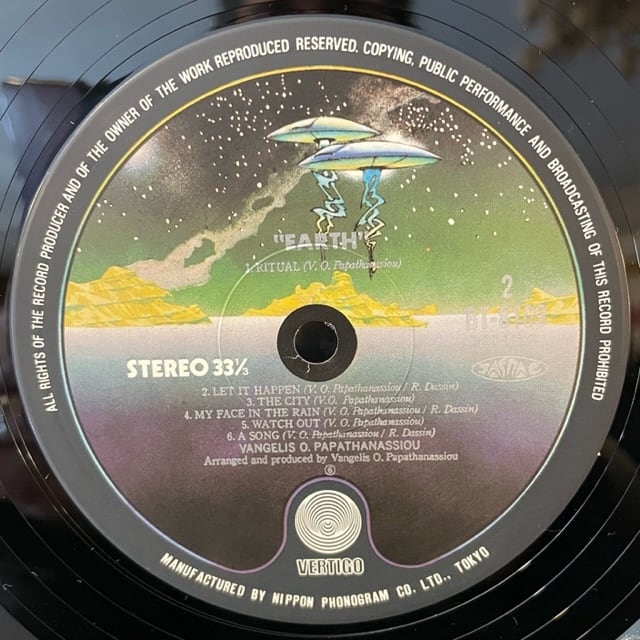 ALL RIGHTS OF THE RECORD PRODUCER AND OF THE OWNER OF THE WORK REPRODUCED RESERVED. COPYING, PUBLIC PERFORMANCE AND BROADCASTING OF THIS RECORD PROHIBITED
"EARTH"
1. RITUAL (V. O. Papathanassiou)
2
STEREO 33⅓
JASRAC
2. LET IT HAPPEN (V. O. Papathanassiou / R. Dassin)
3. THE CITY (V. O. Papathanassiou)
4. MY FACE IN THE RAIN (V. O. Papathanassiou / R. Dassin)
5. WATCH OUT (V. O. Papathanassiou)
6. A SONG (V. O. Papathanassiou / R. Dassin)
VANGELIS O. PAPATHANASSIOU
Arranged and produced by Vangelis O. Papathanassiou
VERTIGO
MANUFACTURED BY NIPPON PHONOGRAM CO. LTD., TOKYO